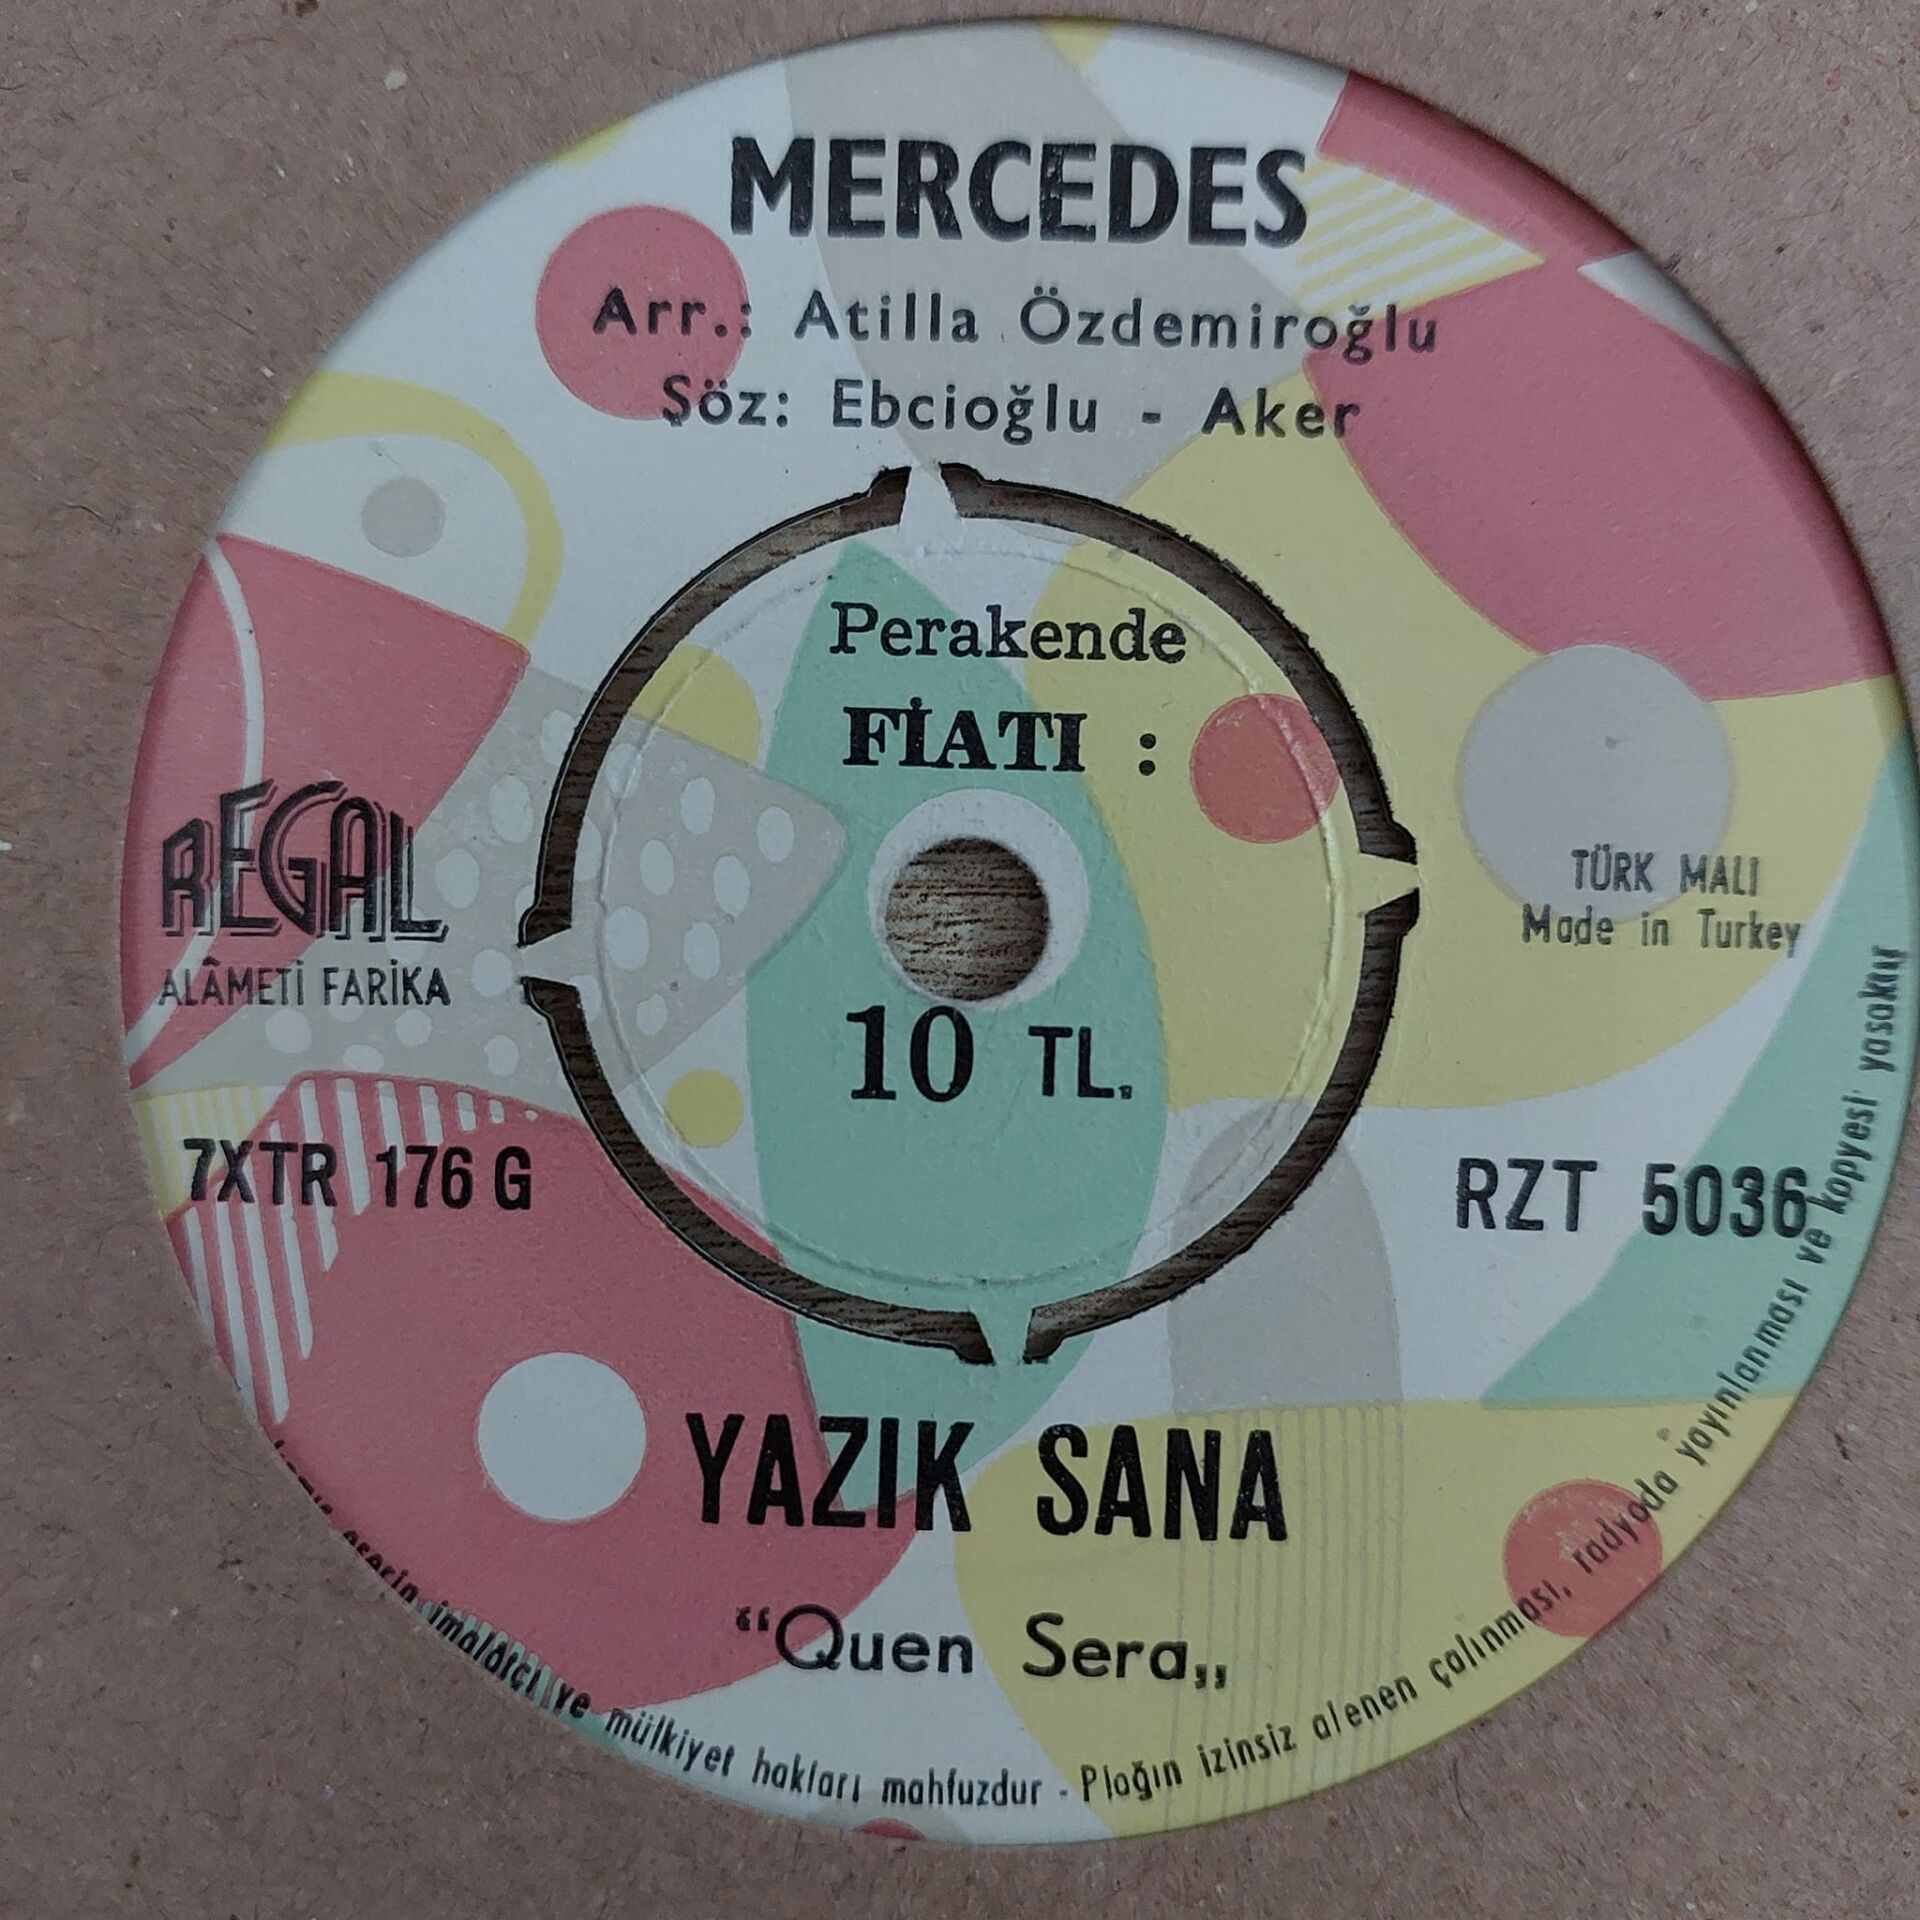 MERCEDES
Arr.: Atilla Özdemiroğlu
Söz: Ebcioğlu - Aker
Perakende
FİATI :
10 TL.
REGAL
ALÂMETİ FARİKA
TÜRK MALI
Made in Turkey
7XTR 176 G
RZT 5036
YAZIK SANA
“Quen Sera„
eserin imalâtçı ve mülkiyet hakları mahfuzdur - Plağın izinsiz alenen çalınması, radyoda yayınlanması ve kopyesi yasaktır